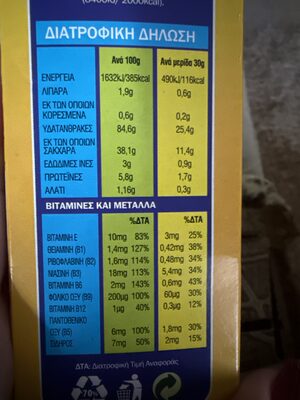 (8400kJ/ 2000kcal).
ΔΙΑΤΡΟΦΙΚΗ ΔΗΛΩΣΗ
Ανά 100g Ανά μερίδα 30g
ΕΝΕΡΓΕΙΑ 1632kJ/385kcal 490kJ/116kcal
ΛΙΠΑΡΑ 1,9g 0,6g
ΕΚ ΤΩΝ ΟΠΟΙΩΝ
ΚΟΡΕΣΜΕΝΑ 0,6g 0,2g
ΥΔΑΤΑΝΘΡΑΚΕΣ 84,6g 25,4g
ΕΚ ΤΩΝ ΟΠΟΙΩΝ
ΣΑΚΧΑΡΑ 38,1g 11,4g
ΕΔΩΔΙΜΕΣ ΙΝΕΣ 3g 0,9g
ΠΡΩΤΕΪΝΕΣ 5,8g 1,7g
ΑΛΑΤΙ 1,16g 0,3g
ΒΙΤΑΜΙΝΕΣ ΚΑΙ ΜΕΤΑΛΛΑ
%ΔΤΑ %ΔΤΑ
ΒΙΤΑΜΙΝΗ Ε 10mg 83% 3mg 25%
ΘΕΙΑΜΙΝΗ (Β1) 1,4mg 127% 0,42mg 38%
ΡΙΒΟΦΛΑΒΙΝΗ (Β2) 1,6mg 114% 0,48mg 34%
ΝΙΑΣΙΝΗ (Β3) 18mg 113% 5,4mg 34%
ΒΙΤΑΜΙΝΗ Β6 2mg 143% 0,6mg 43%
ΦΟΛΙΚΟ ΟΞΥ (Β9) 200μg 100% 60μg 30%
ΒΙΤΑΜΙΝΗ Β12 1μg 40% 0,3μg 12%
ΠΑΝΤΟΘΕΝΙΚΟ
ΟΞΥ (Β5) 6mg 100% 1,8mg 30%
ΣΙΔΗΡΟΣ 7mg 50% 2mg 15%
ΔΤΑ: Διατροφική Τιμή Αναφοράς
70%